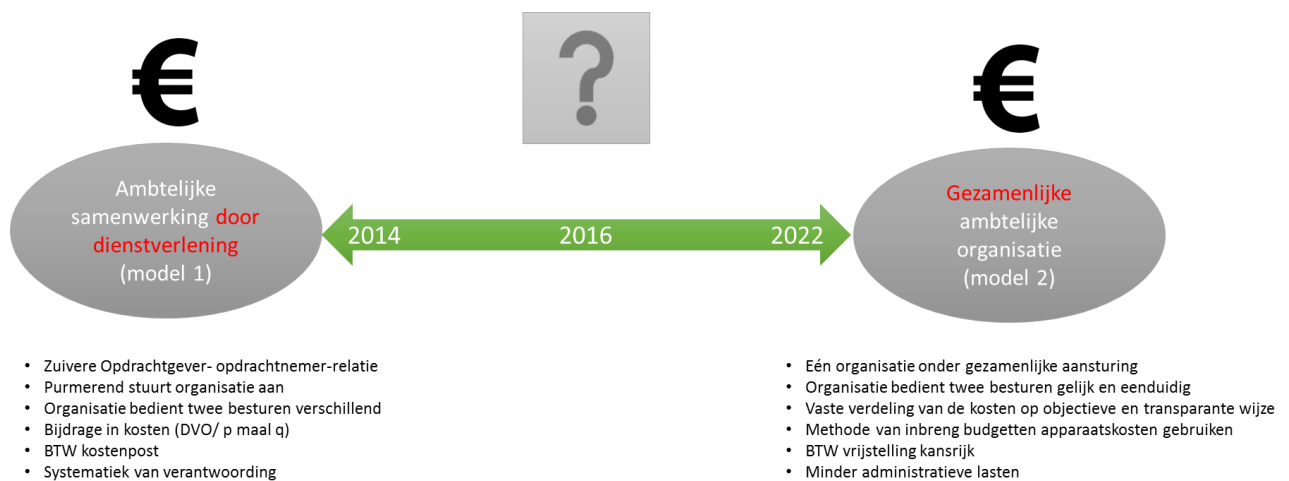 €
?
€
Ambtelijke
samenwerking door
dienstverlening
(model 1)
2014
2016
2022
Gezamenlijke
ambtelijke
organisatie
(model 2)
• Zuivere Opdrachtgever- opdrachtnemer-relatie
• Purmerend stuurt organisatie aan
• Organisatie bedient twee besturen verschillend
• Bijdrage in kosten (DVO/ p maal q)
• BTW kostenpost
• Systematiek van verantwoording
• Eén organisatie onder gezamenlijke aansturing
• Organisatie bedient twee besturen gelijk en eenduidig
• Vaste verdeling van de kosten op objectieve en transparante wijze
• Methode van inbreng budgetten apparaatskosten gebruiken
• BTW vrijstelling kansrijk
• Minder administratieve lasten